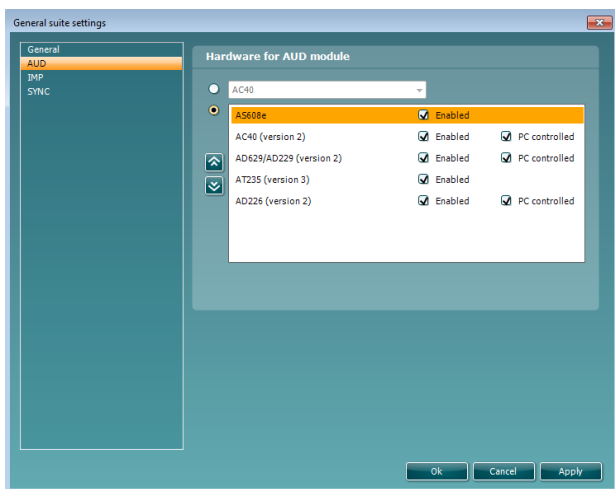 General suite settings
General
AUD
IMP
SYNC
Hardware for AUD module
AC40
AS608e Enabled
AC40 (version 2) Enabled PC controlled
AD629/AD229 (version 2) Enabled PC controlled
AT235 (version 3) Enabled
AD226 (version 2) Enabled PC controlled
Ok Cancel Apply